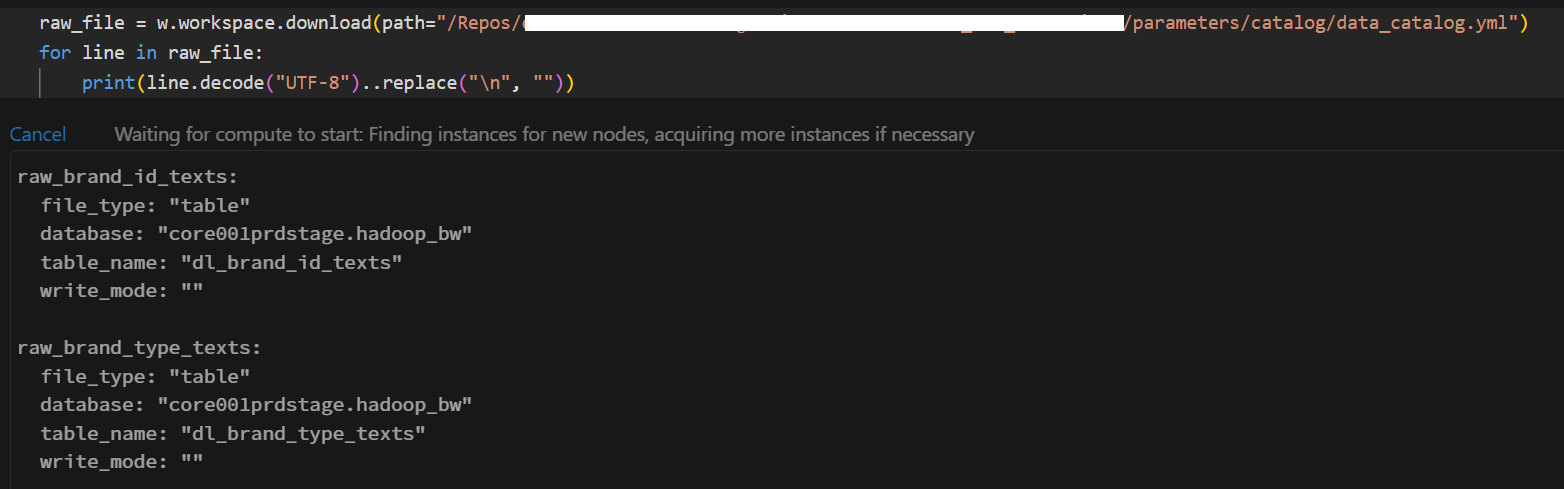 raw_file = w.workspace.download(path="/Repos/ /parameters/catalog/data_catalog.yml")
for line in raw_file:
    print(line.decode("UTF-8")..replace("\n", ""))
Cancel Waiting for compute to start: Finding instances for new nodes, acquiring more instances if necessary
raw_brand_id_texts:
  file_type: "table"
  database: "core001prdstage.hadoop_bw"
  table_name: "dl_brand_id_texts"
  write_mode: ""
raw_brand_type_texts:
  file_type: "table"
  database: "core001prdstage.hadoop_bw"
  table_name: "dl_brand_type_texts"
  write_mode: ""